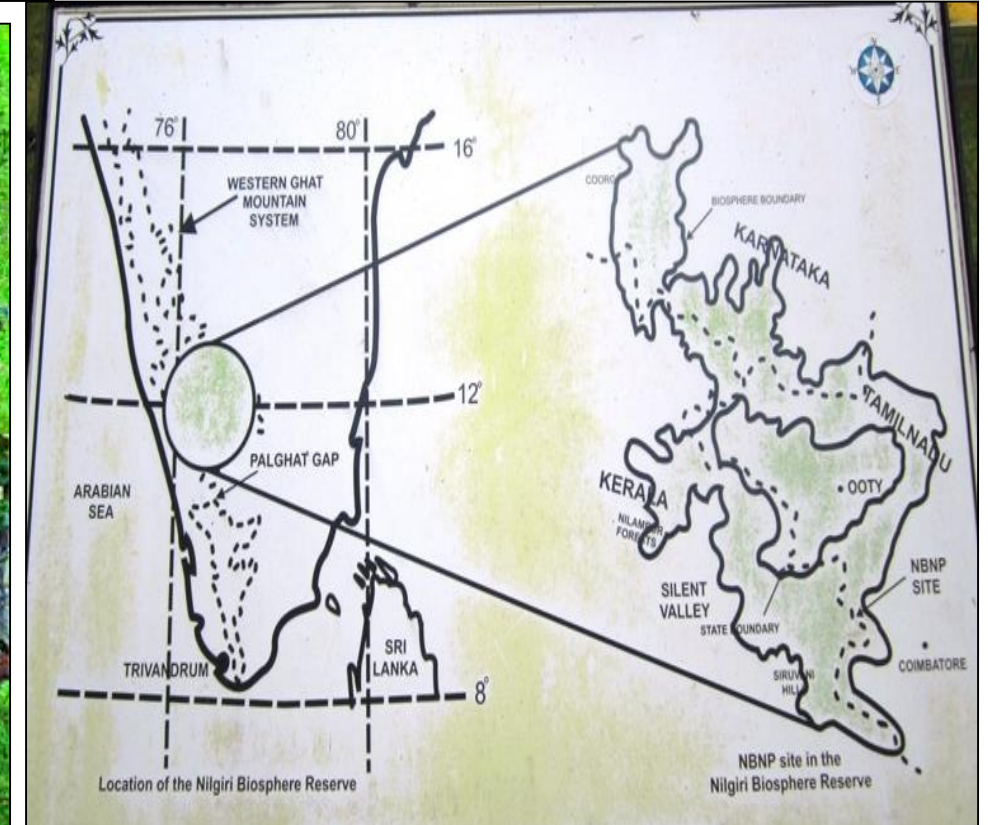 76°
80°
16°
WESTERN GHAT
MOUNTAIN
SYSTEM
12°
PALGHAT GAP
ARABIAN
SEA
TRIVANDRUM
SRI
LANKA
8°
Location of the Nilgiri Biosphere Reserve
N
E
S
W
COORG
BIOSPHERE BOUNDARY
KARNATAKA
TAMILNADU
KERALA
NILAMBUR
FORESTS
OOTY
SILENT
VALLEY
STATE BOUNDARY
NBNP
SITE
COIMBATORE
SIRUVANI
HILL
NBNP site in the
Nilgiri Biosphere Reserve